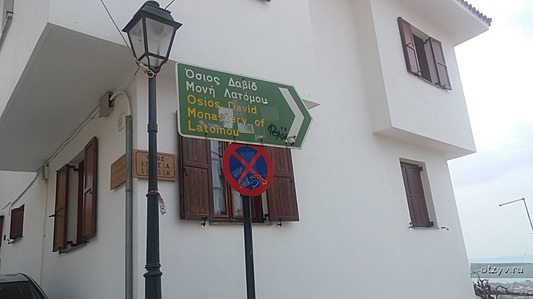 Όσιος Δαβίδ
Μονή Λατόμου
Osios David
Monastery of
Latomou
otzyv.ru